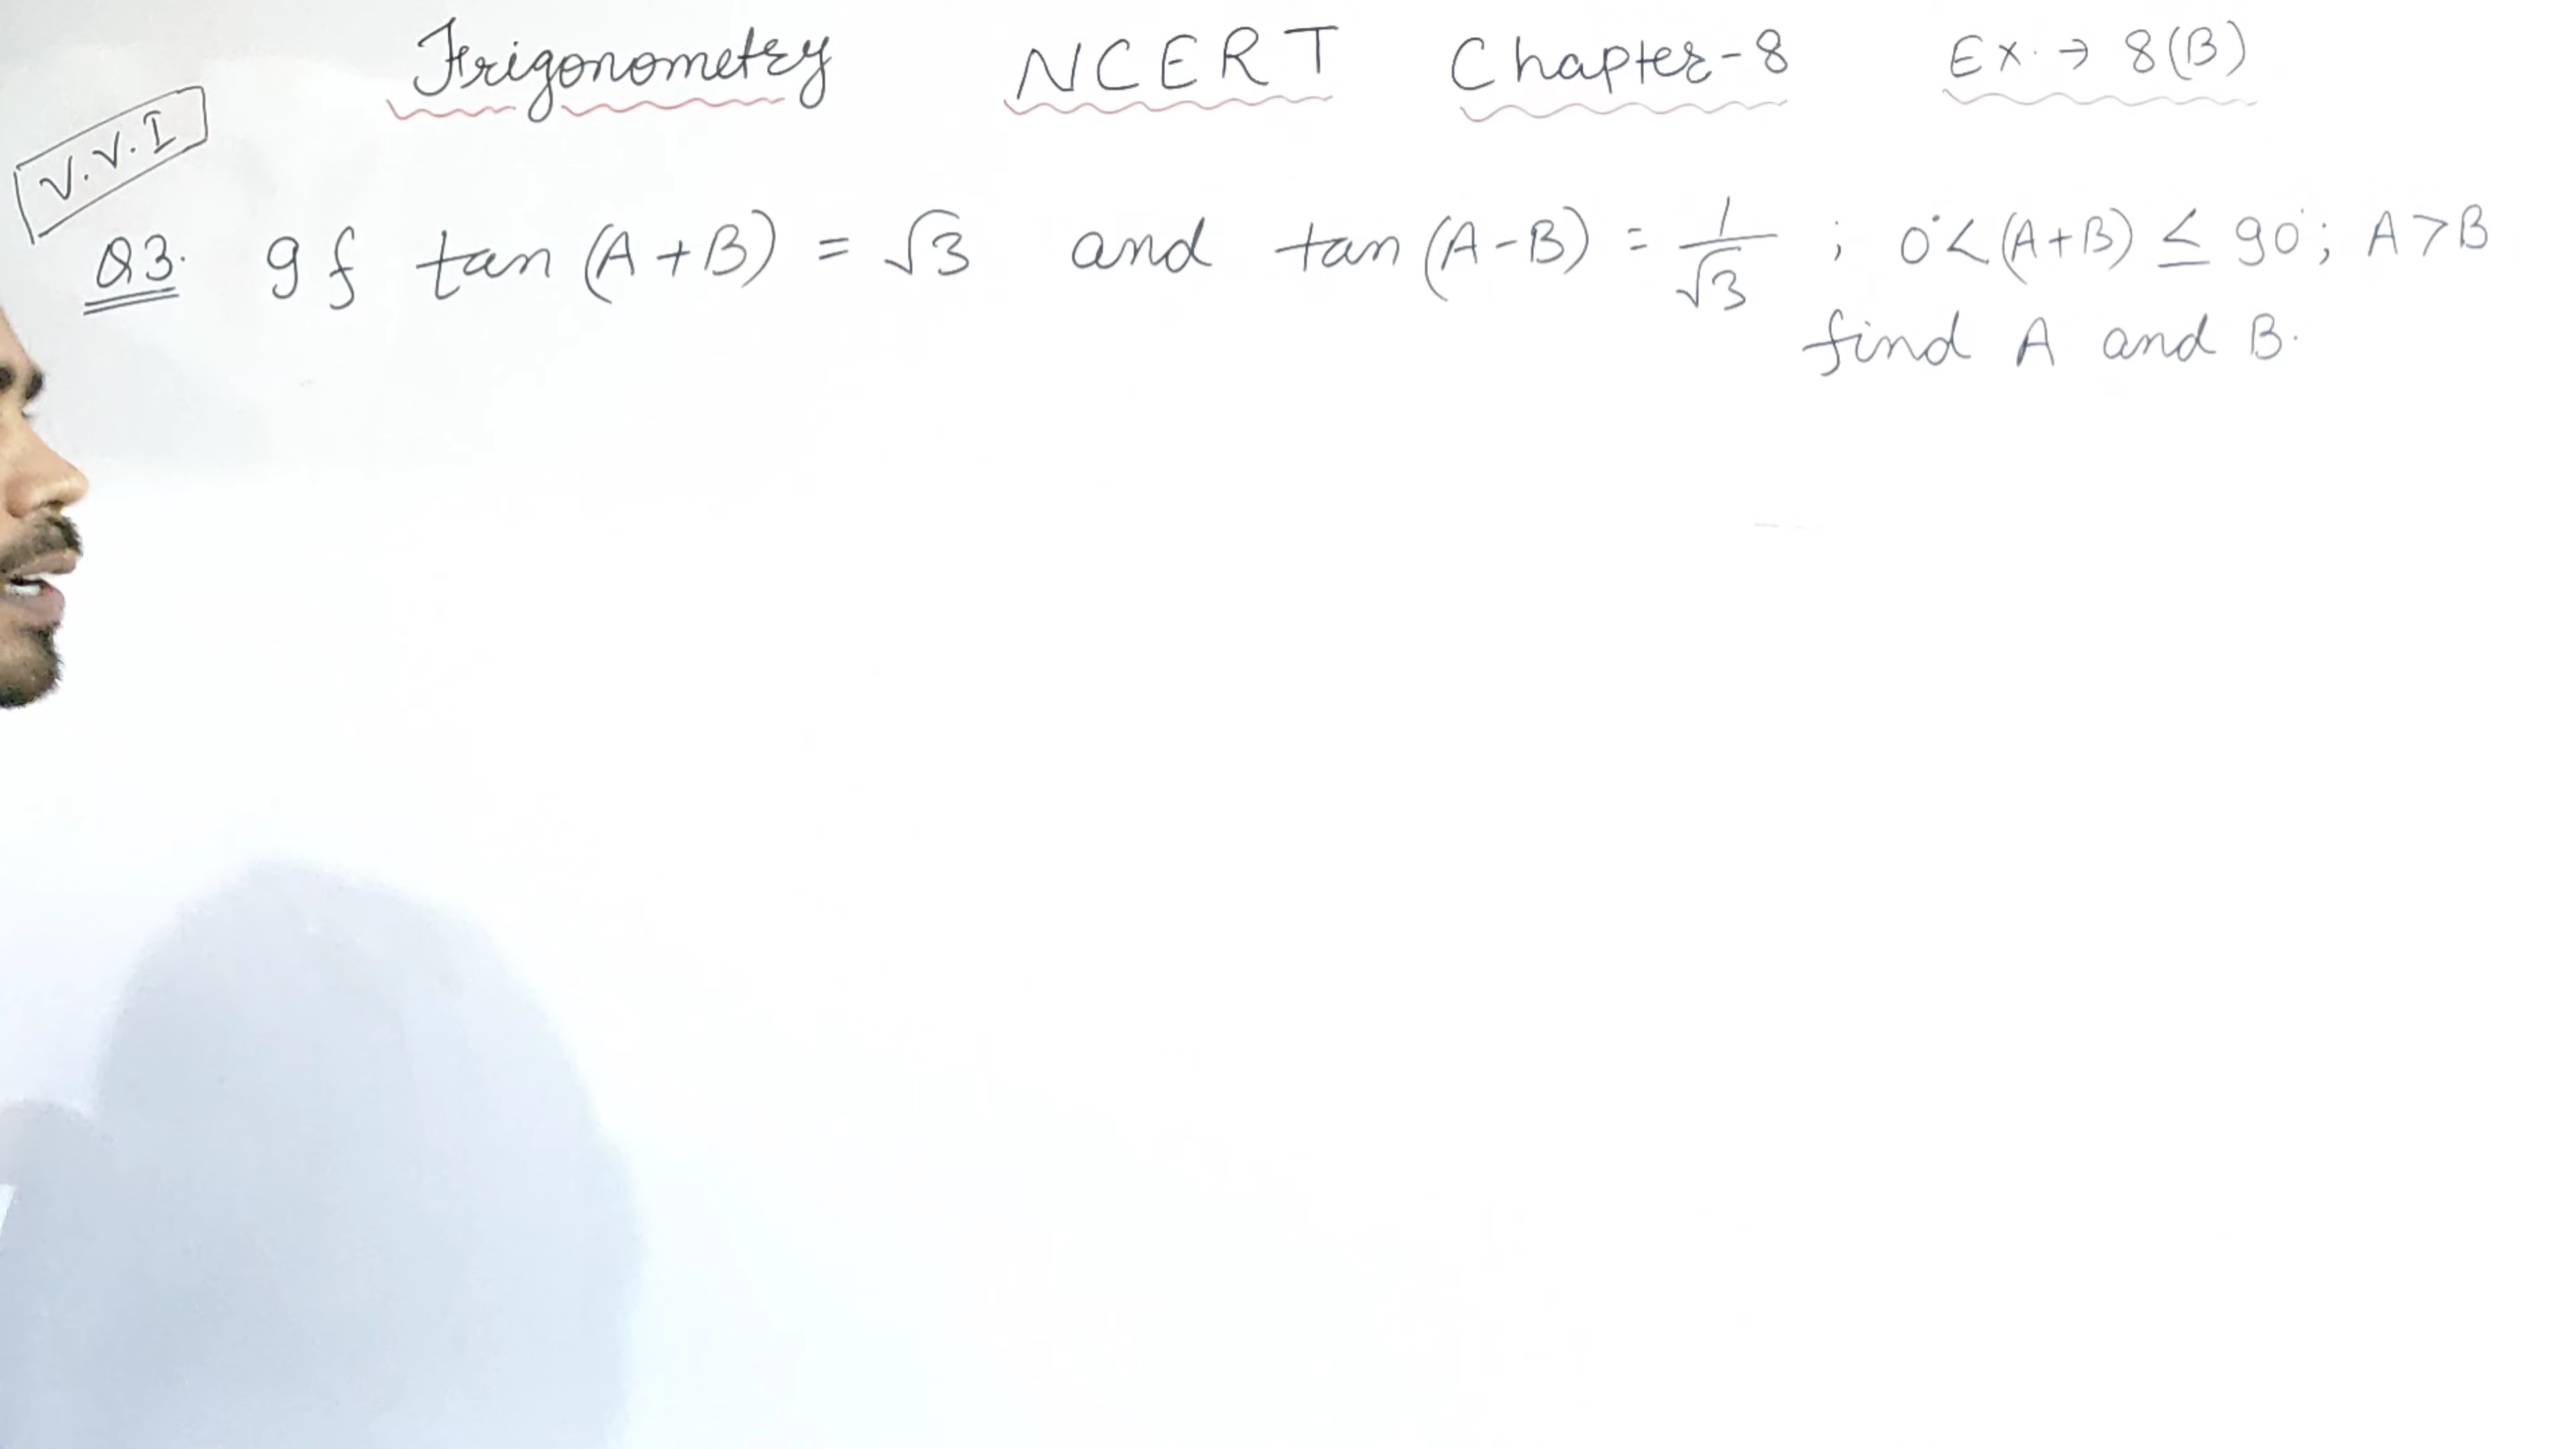 Trigonometry NCERT Chapter-8 Ex. → 8(B)
V.V.I
Q3. If tan (A+B) = √3 and tan (A-B) = 1/√3 ; 0°<(A+B) ≤ 90°; A>B
find A and B.